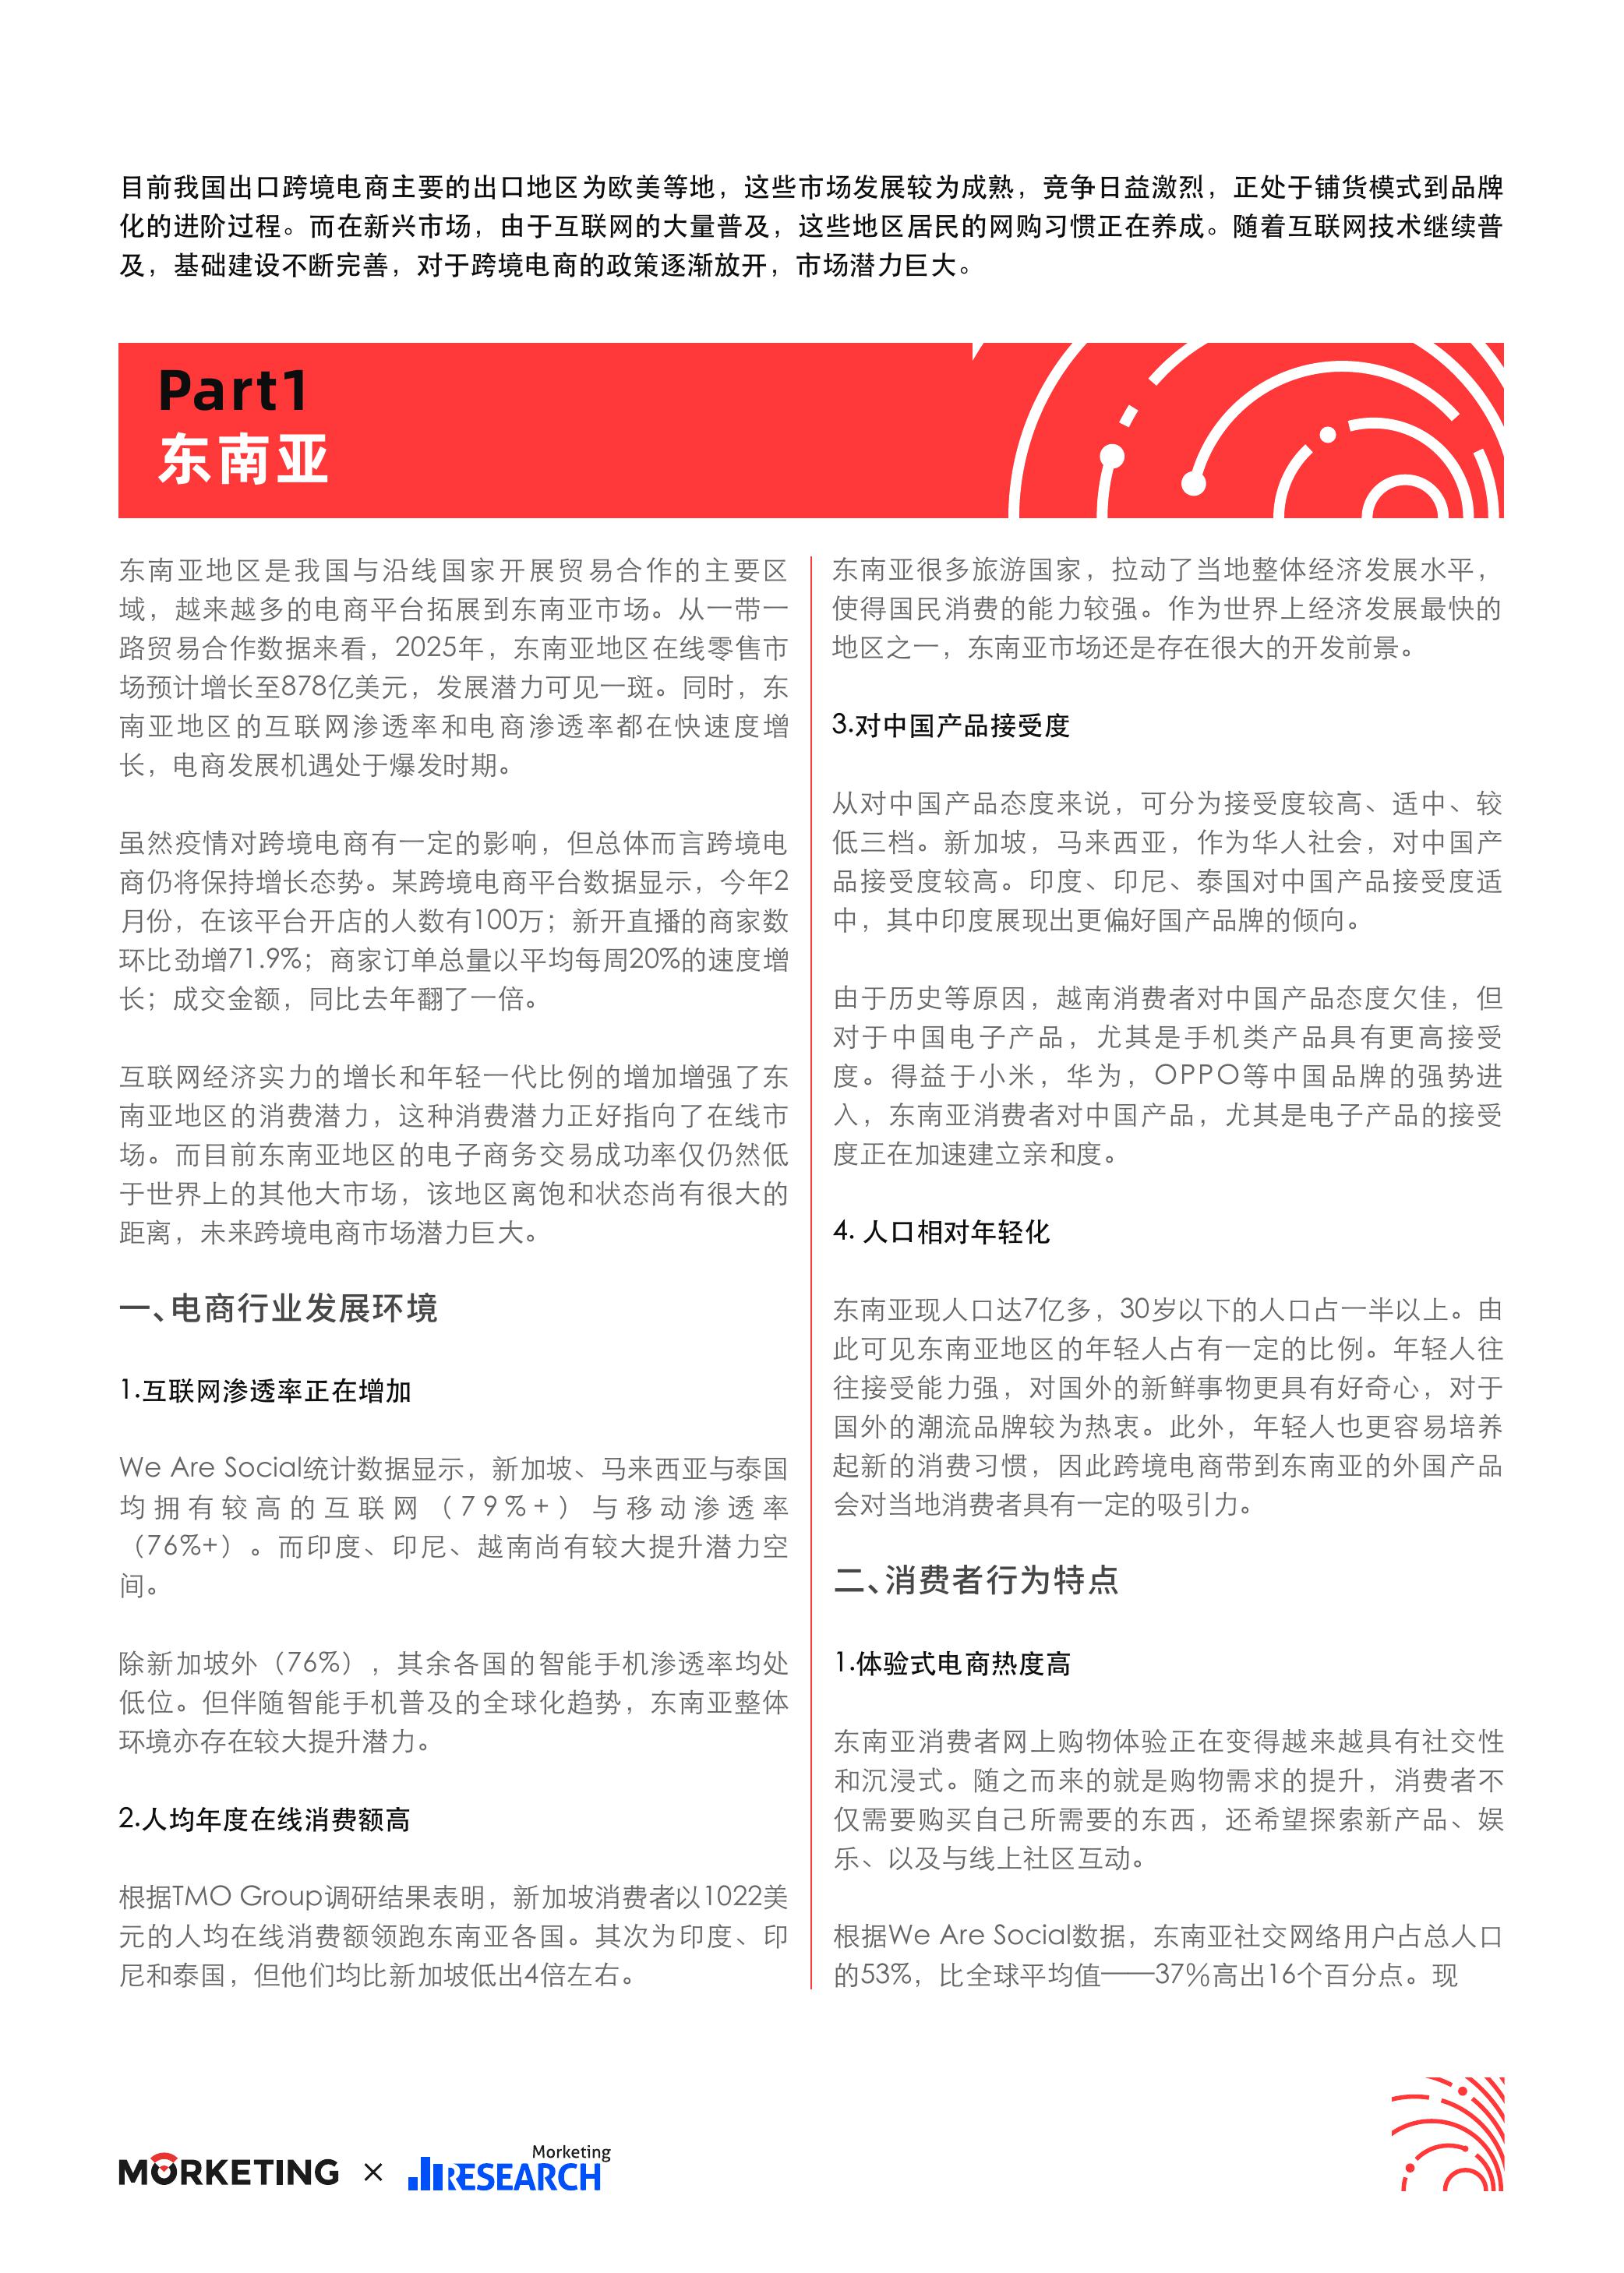 目前我国出口跨境电商主要的出口地区为欧美等地，这些市场发展较为成熟，竞争日益激烈，正处于铺货模式到品牌
化的进阶过程。而在新兴市场，由于互联网的大量普及，这些地区居民的网购习惯正在养成。随着互联网技术继续普
及，基础建设不断完善，对于跨境电商的政策逐渐放开，市场潜力巨大。
Part1
东南亚
东南亚地区是我国与沿线国家开展贸易合作的主要区
域，越来越多的电商平台拓展到东南亚市场。从一带一
路贸易合作数据来看，2025年，东南亚地区在线零售市
场预计增长至878亿美元，发展潜力可见一斑。同时，东
南亚地区的互联网渗透率和电商渗透率都在快速度增
长，电商发展机遇处于爆发时期。
虽然疫情对跨境电商有一定的影响，但总体而言跨境电
商仍将保持增长态势。某跨境电商平台数据显示，今年2
月份，在该平台开店的人数有100万；新开直播的商家数
环比劲增71.9%；商家订单总量以平均每周20%的速度增
长；成交金额，同比去年翻了一倍。
互联网经济实力的增长和年轻一代比例的增加增强了东
南亚地区的消费潜力，这种消费潜力正好指向了在线市
场。而目前东南亚地区的电子商务交易成功率仅仍然低
于世界上的其他大市场，该地区离饱和状态尚有很大的
距离，未来跨境电商市场潜力巨大。
一、电商行业发展环境
1.互联网渗透率正在增加
We Are Social统计数据显示，新加坡、马来西亚与泰国
均拥有较高的互联网（79%+）与移动渗透率
（76%+）。而印度、印尼、越南尚有较大提升潜力空
间。
除新加坡外（76%），其余各国的智能手机渗透率均处
低位。但伴随智能手机普及的全球化趋势，东南亚整体
环境亦存在较大提升潜力。
2.人均年度在线消费额高
根据TMO Group调研结果表明，新加坡消费者以1022美
元的人均在线消费额领跑东南亚各国。其次为印度、印
尼和泰国，但他们均比新加坡低出4倍左右。
东南亚很多旅游国家，拉动了当地整体经济发展水平，
使得国民消费的能力较强。作为世界上经济发展最快的
地区之一，东南亚市场还是存在很大的开发前景。
3.对中国产品接受度
从对中国产品态度来说，可分为接受度较高、适中、较
低三档。新加坡，马来西亚，作为华人社会，对中国产
品接受度较高。印度、印尼、泰国对中国产品接受度适
中，其中印度展现出更偏好国产品牌的倾向。
由于历史等原因，越南消费者对中国产品态度欠佳，但
对于中国电子产品，尤其是手机类产品具有更高接受
度。得益于小米，华为，OPPO等中国品牌的强势进
入，东南亚消费者对中国产品，尤其是电子产品的接受
度正在加速建立亲和度。
4. 人口相对年轻化
东南亚现人口达7亿多，30岁以下的人口占一半以上。由
此可见东南亚地区的年轻人占有一定的比例。年轻人往
往接受能力强，对国外的新鲜事物更具有好奇心，对于
国外的潮流品牌较为热衷。此外，年轻人也更容易培养
起新的消费习惯，因此跨境电商带到东南亚的外国产品
会对当地消费者具有一定的吸引力。
二、消费者行为特点
1.体验式电商热度高
东南亚消费者网上购物体验正在变得越来越具有社交性
和沉浸式。随之而来的就是购物需求的提升，消费者不
仅需要购买自己所需要的东西，还希望探索新产品、娱
乐、以及与线上社区互动。
根据We Are Social数据，东南亚社交网络用户占总人口
的53%，比全球平均值——37%高出16个百分点。现
MORKETING × Morketing RESEARCH